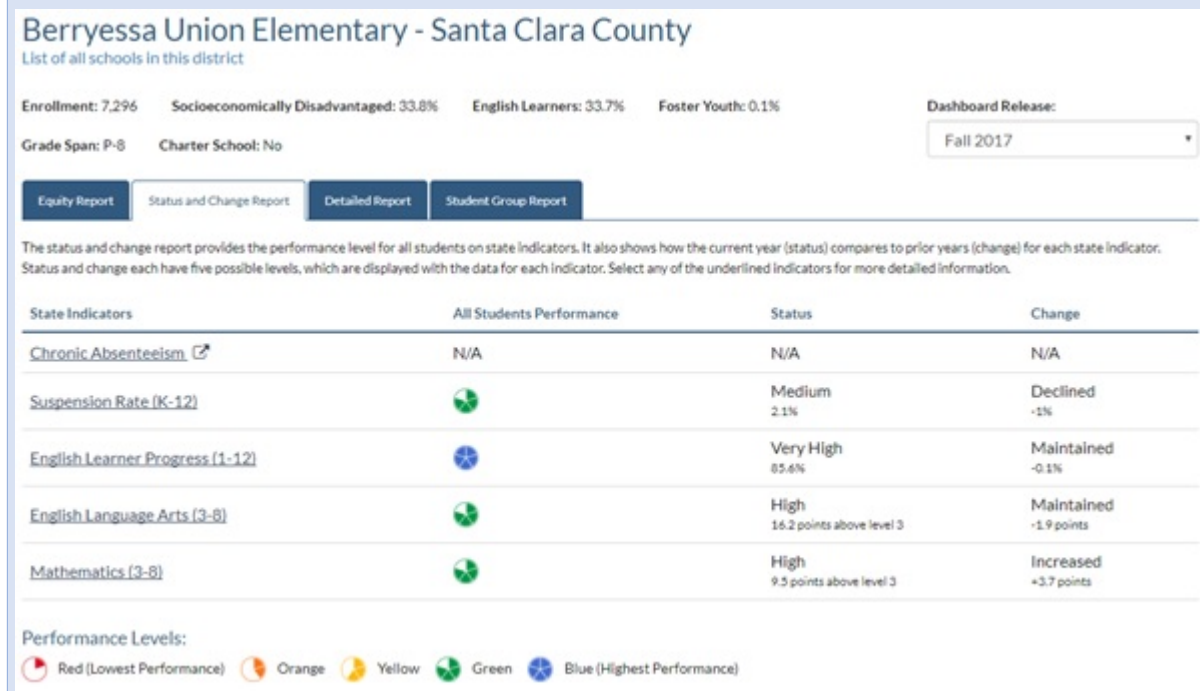 Berryessa Union Elementary - Santa Clara County
List of all schools in this district
Enrollment: 7,296 Socioeconomically Disadvantaged: 33.8% English Learners: 33.7% Foster Youth: 0.1% Dashboard Release:
Grade Span: P-8 Charter School: No Fall 2017
Equity Report Status and Change Report Detailed Report Student Group Report
The status and change report provides the performance level for all students on state indicators. It also shows how the current year (status) compares to prior years (change) for each state indicator.
Status and change each have five possible levels, which are displayed with the data for each indicator. Select any of the underlined indicators for more detailed information.
State Indicators All Students Performance Status Change
Chronic Absenteeism N/A N/A N/A
Suspension Rate (K-12) Medium Declined
2.1% -1%
English Learner Progress (1-12) Very High Maintained
85.6% -0.1%
English Language Arts (3-8) High Maintained
16.2 points above level 3 -1.9 points
Mathematics (3-8) High Increased
9.5 points above level 3 +3.7 points
Performance Levels:
Red (Lowest Performance) Orange Yellow Green Blue (Highest Performance)